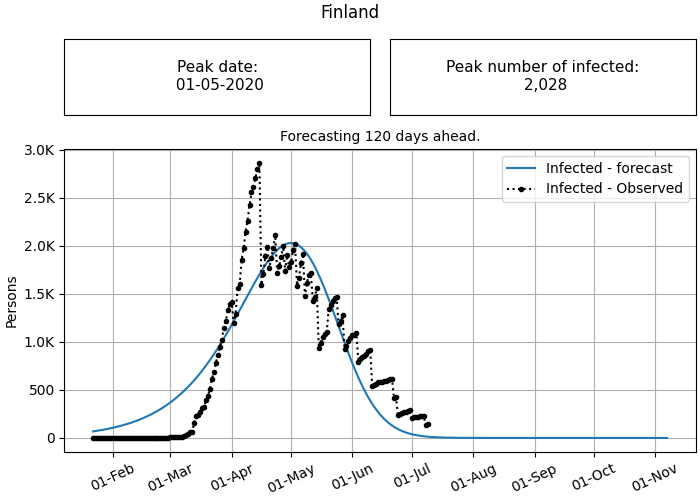 Finland
Peak date:
01-05-2020
Peak number of infected:
2,028
Forecasting 120 days ahead.
3.0K
2.5K
2.0K
1.5K
1.0K
500
0
Persons
Infected - forecast
Infected - Observed
01-Feb
01-Mar
01-Apr
01-May
01-Jun
01-Jul
01-Aug
01-Sep
01-Oct
01-Nov